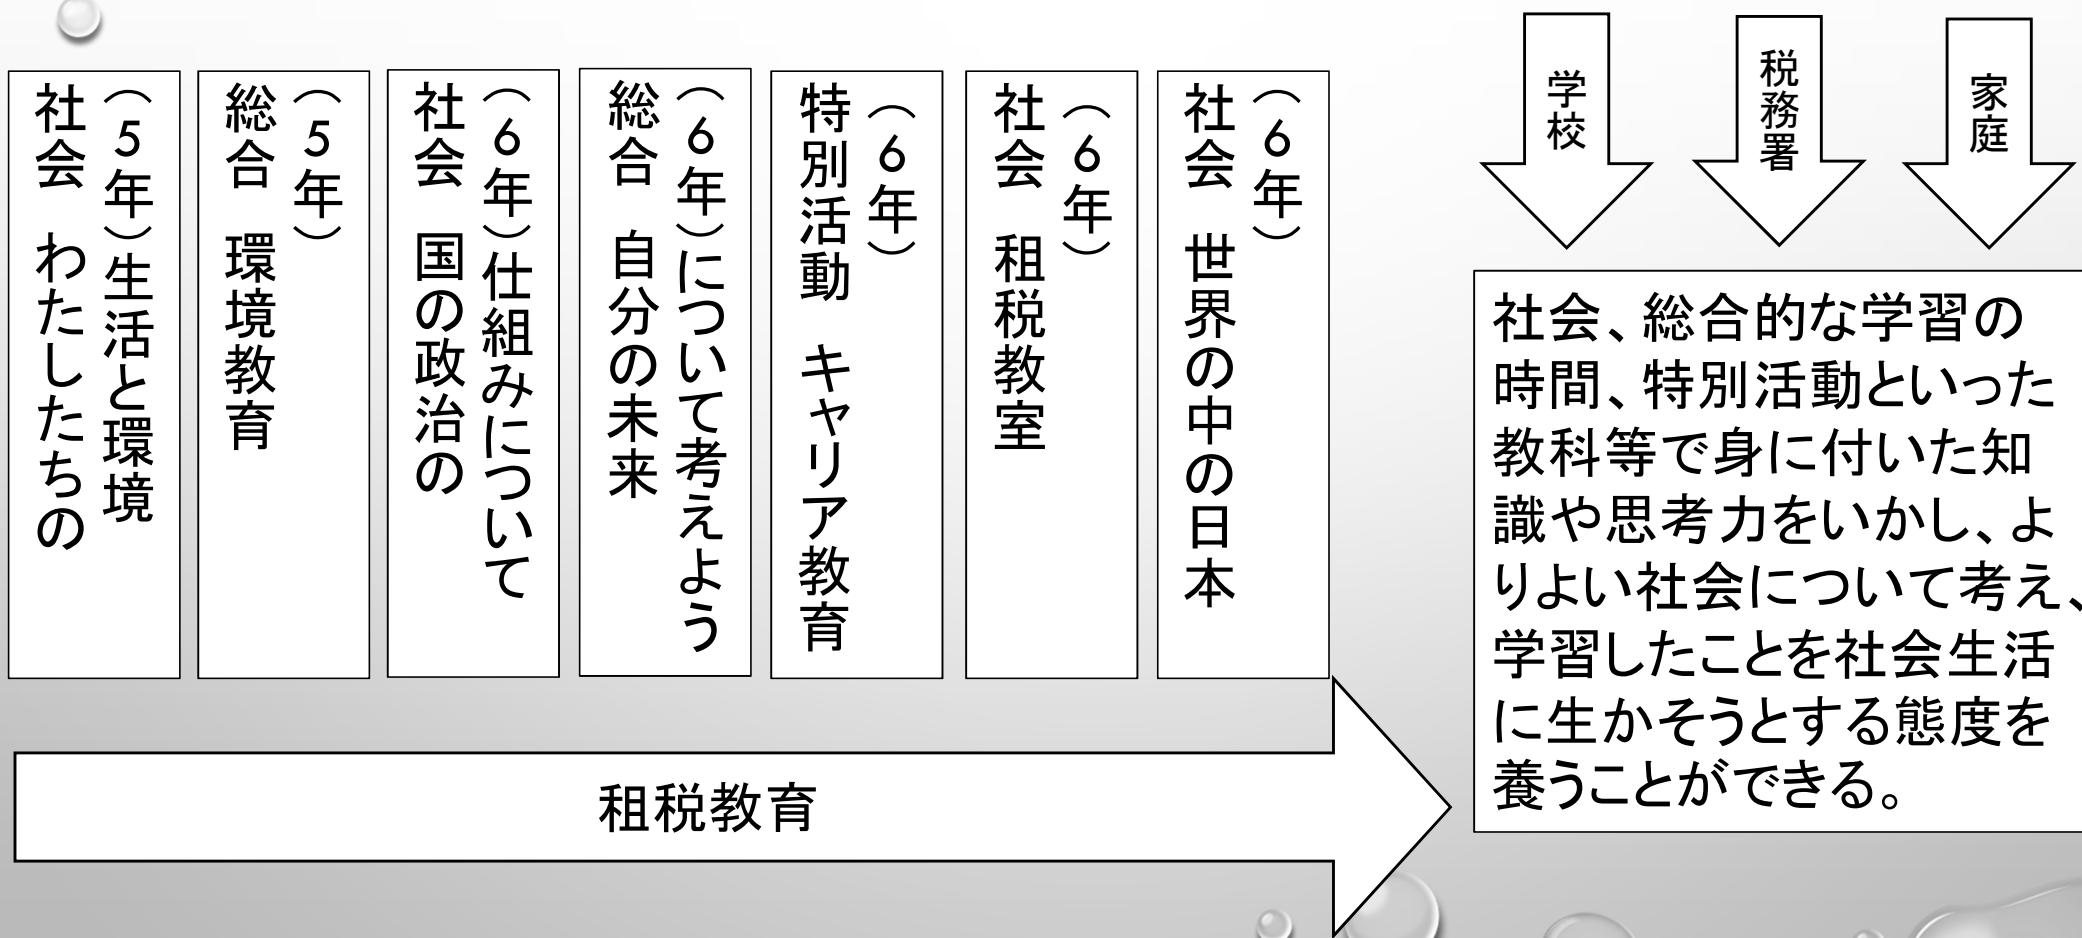 社会　わたしたちの
（5年）生活と環境
総合　環境教育
（5年）
社会　国の政治の
（6年）仕組みについて
総合　自分の未来
（6年）について考えよう
特別活動　キャリア教育
（6年）
社会　租税教室
（6年）
社会　世界の中の日本
（6年）
租税教育
学校
税務署
家庭
社会、総合的な学習の
時間、特別活動といった
教科等で身に付いた知
識や思考力をいかし、よ
りよい社会について考え、
学習したことを社会生活
に生かそうとする態度を
養うことができる。